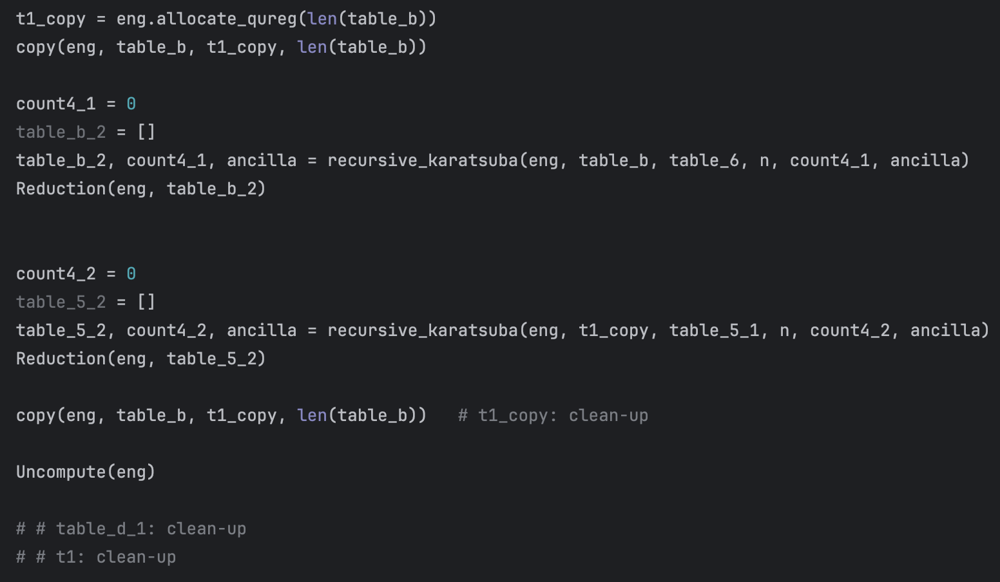 t1_copy = eng.allocate_qureg(len(table_b))
copy(eng, table_b, t1_copy, len(table_b))
count4_1 = 0
table_b_2 = []
table_b_2, count4_1, ancilla = recursive_karatsuba(eng, table_b, table_6, n, count4_1, ancilla)
Reduction(eng, table_b_2)
count4_2 = 0
table_5_2 = []
table_5_2, count4_2, ancilla = recursive_karatsuba(eng, t1_copy, table_5_1, n, count4_2, ancilla)
Reduction(eng, table_5_2)
copy(eng, table_b, t1_copy, len(table_b))   # t1_copy: clean-up
Uncompute(eng)
# # table_d_1: clean-up
# # t1: clean-up